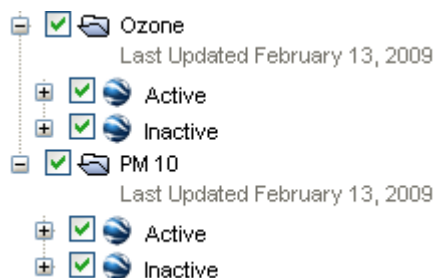 Ozone
Last Updated February 13, 2009
Active
Inactive
PM 10
Last Updated February 13, 2009
Active
Inactive